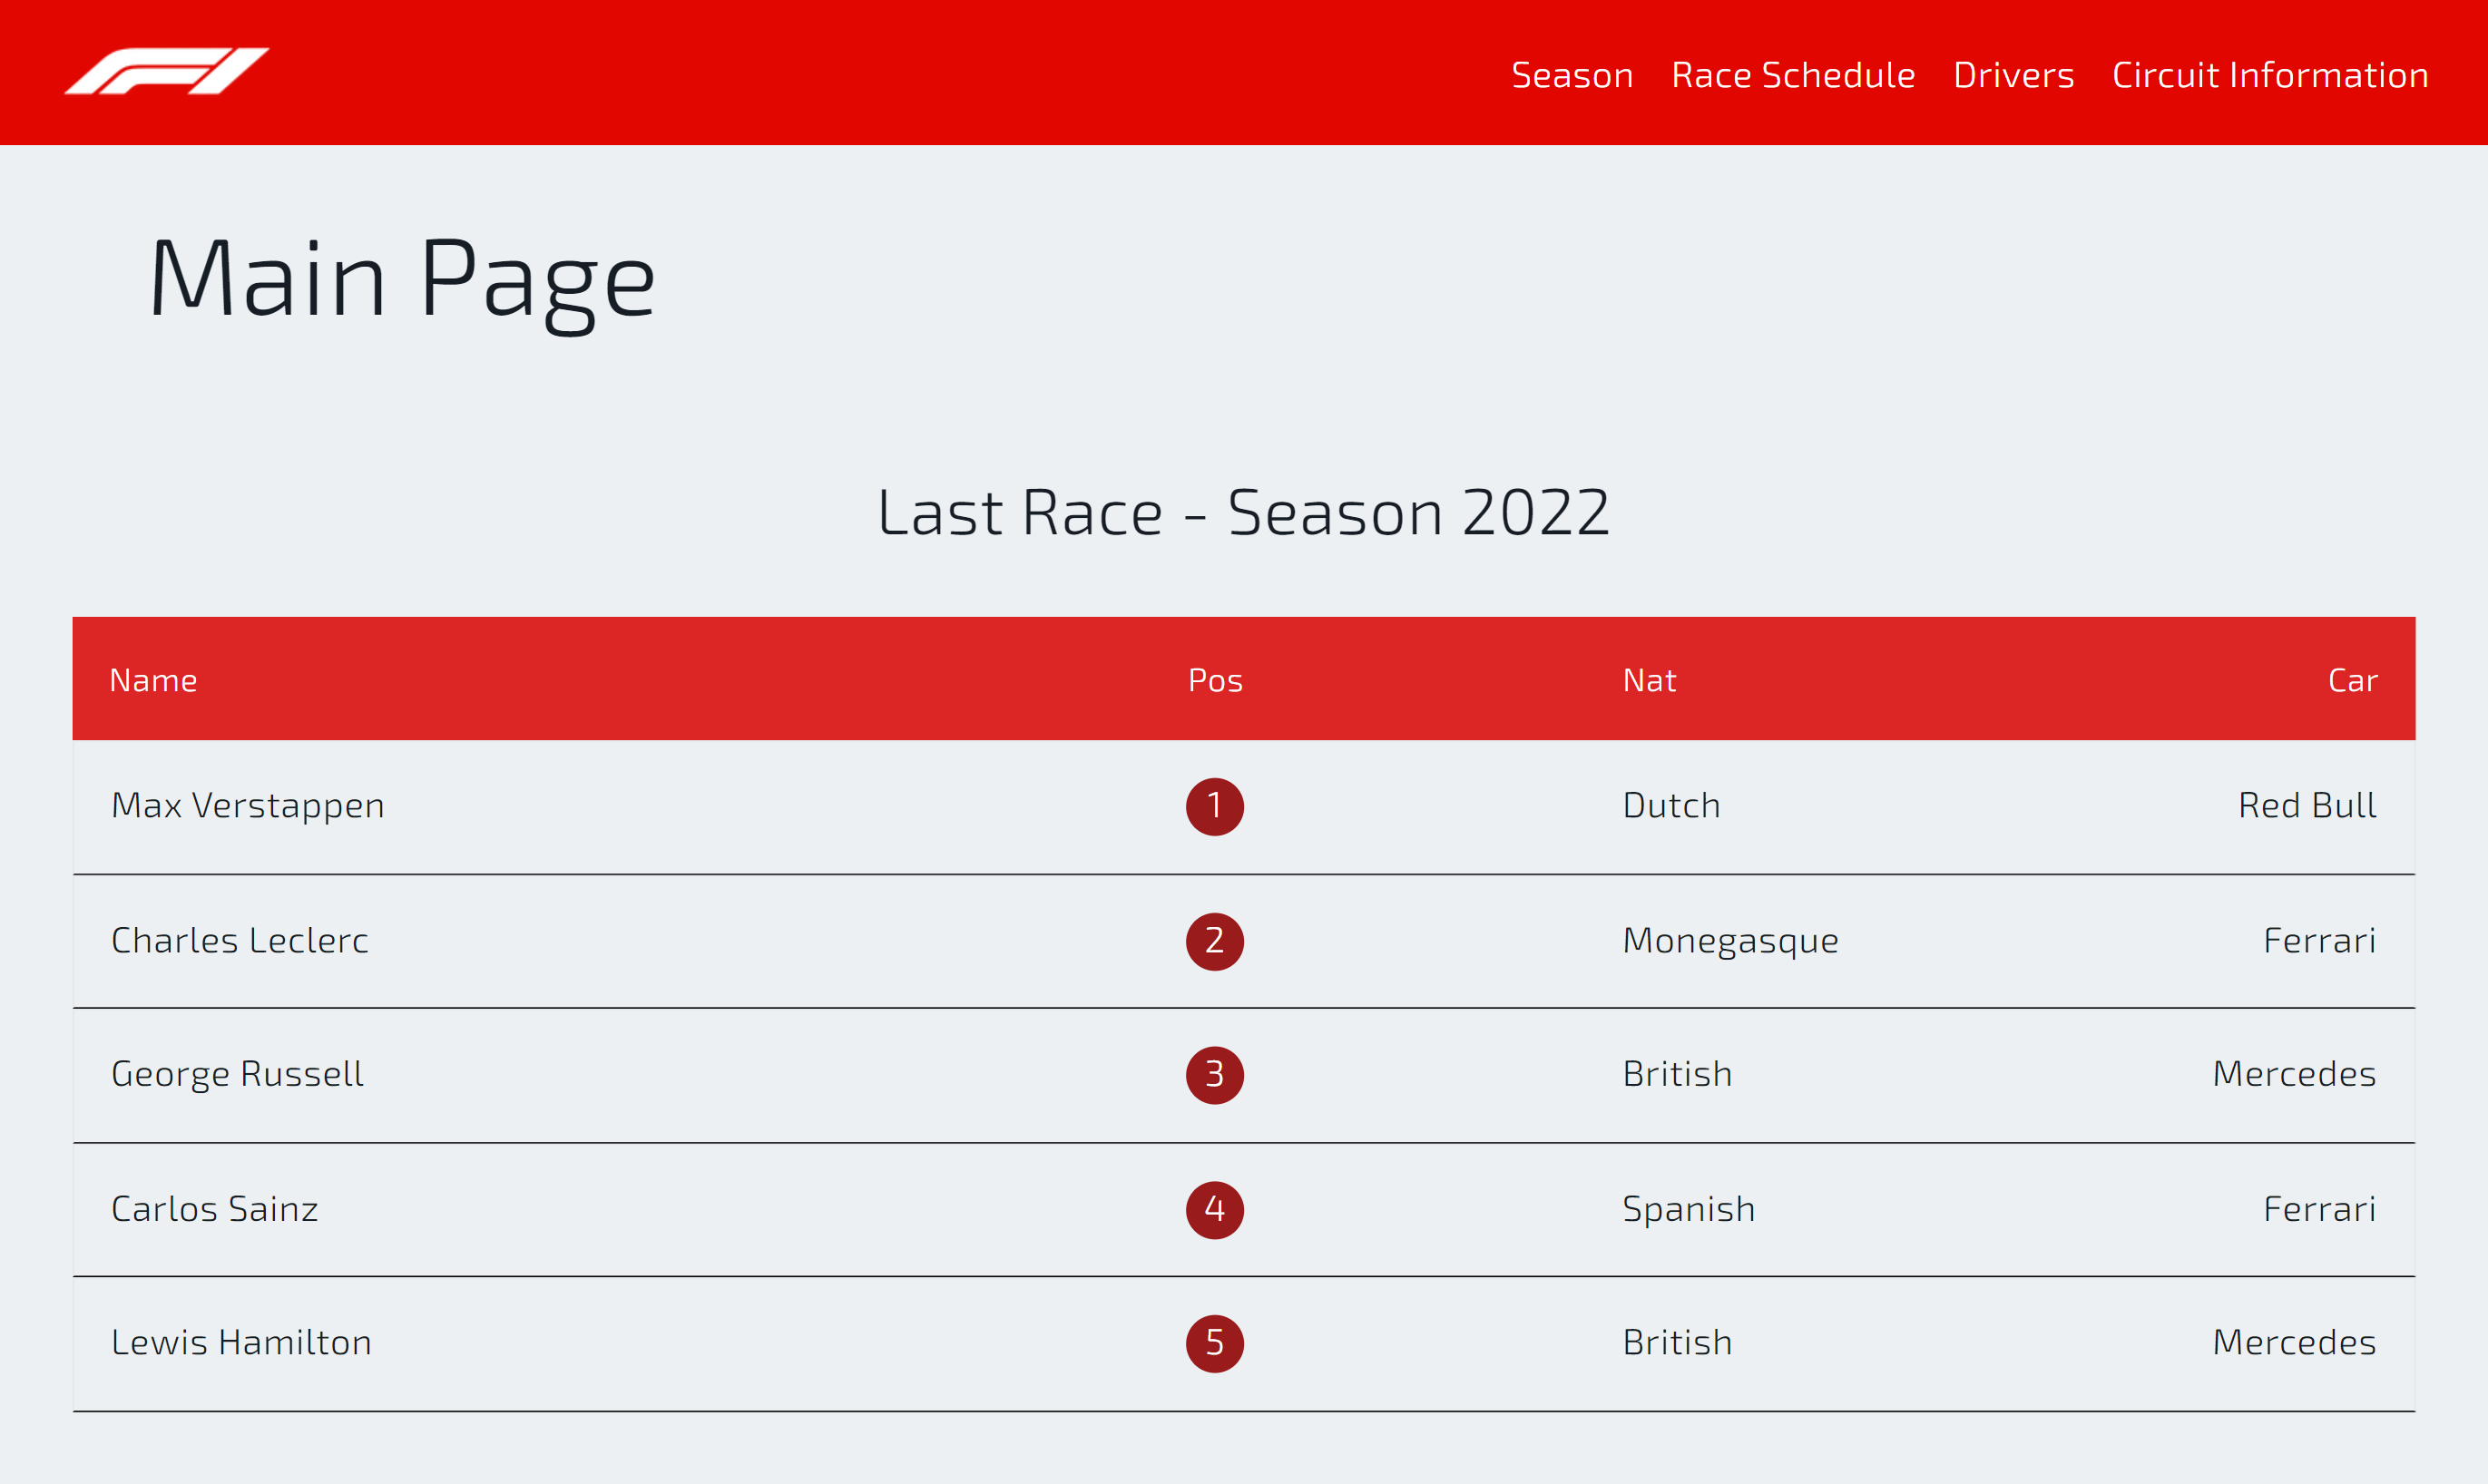 F1
Season Race Schedule Drivers Circuit Information
Main Page
Last Race - Season 2022
Name Pos Nat Car
Max Verstappen 1 Dutch Red Bull
Charles Leclerc 2 Monegasque Ferrari
George Russell 3 British Mercedes
Carlos Sainz 4 Spanish Ferrari
Lewis Hamilton 5 British Mercedes